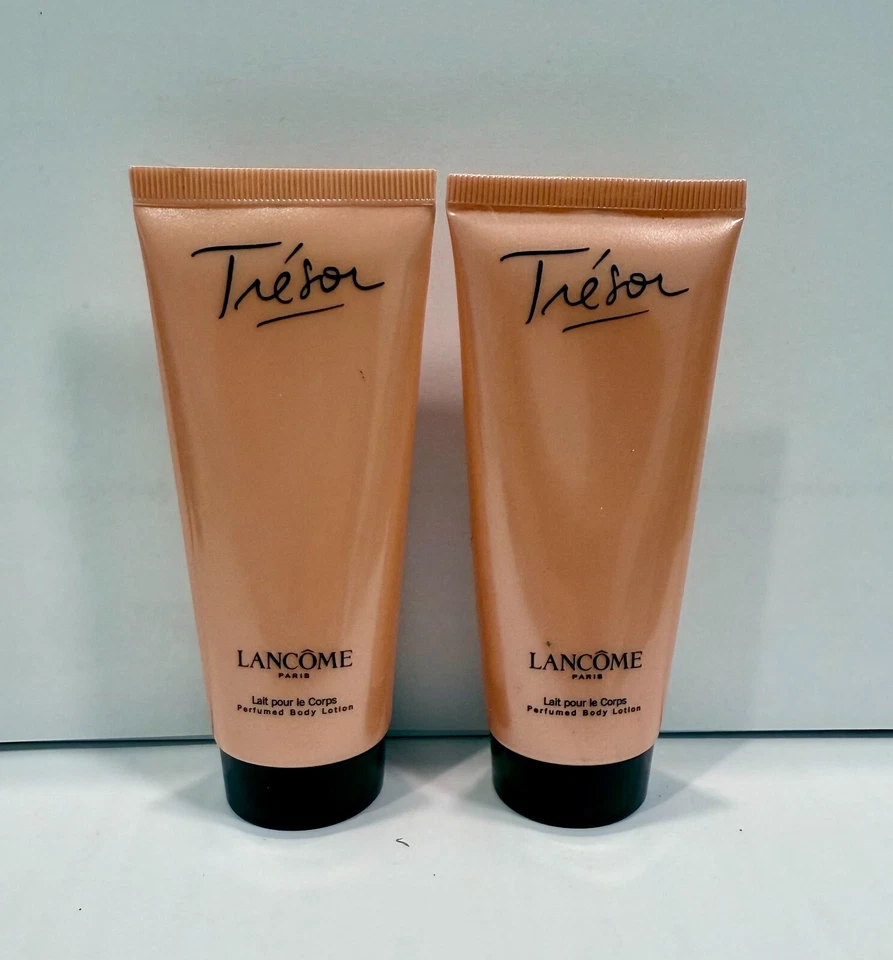 Trésor
LANCÔME
PARIS
Lait pour le Corps
Perfumed Body Lotion
Trésor
LANCÔME
PARIS
Lait pour le Corps
Perfumed Body Lotion